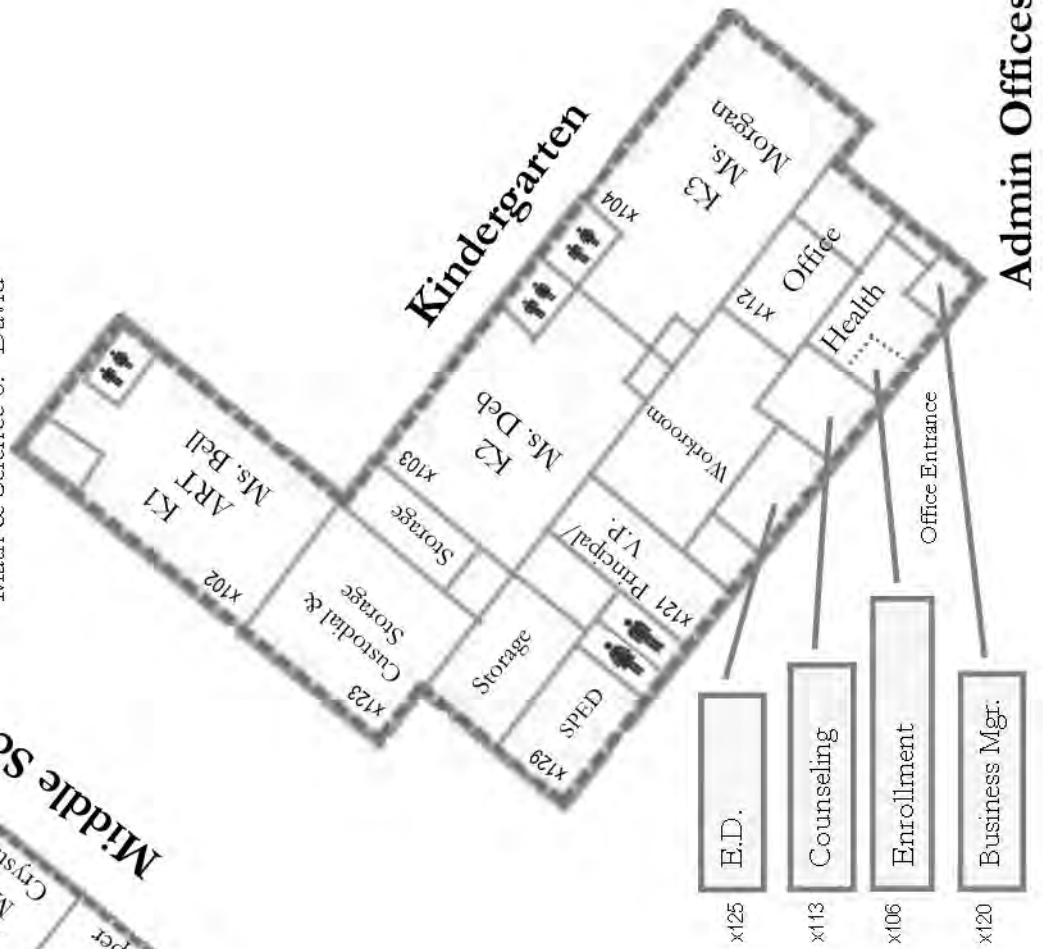 Kindergarten
Admin Offices
Middle
K1
ART
Ms. Bell
x102
Custodial &
Storage
x123
Storage
x103
K2
Ms. Deb
x104
K3
Ms.
Morgan
x112
Office
Health
Workroom
Principal/
V.P.
x121
Storage
SPED
x129
Office Entrance
x125
E.D.
x113
Counseling
x106
Enrollment
x120
Business Mgr.